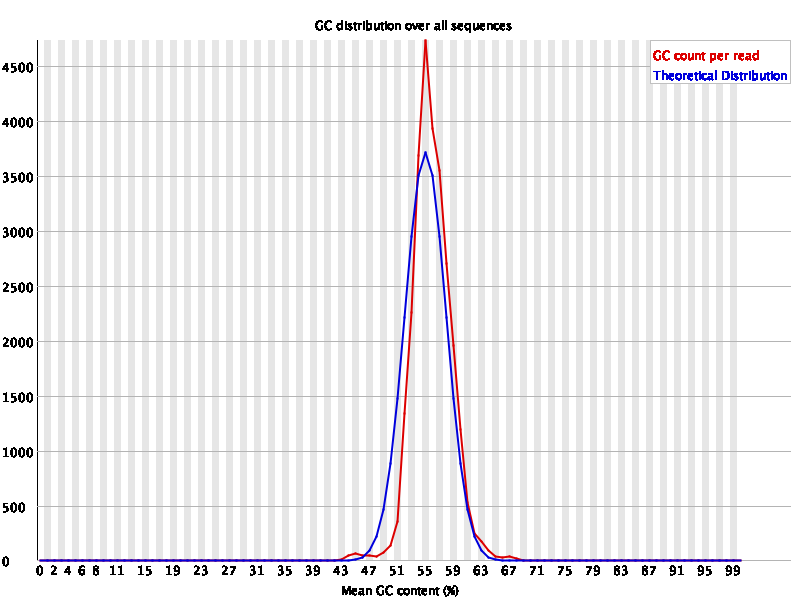 GC distribution over all sequences
GC count per read
Theoretical Distribution
4500
4000
3500
3000
2500
2000
1500
1000
500
0
0 2 4 6 8 11 15 19 23 27 31 35 39 43 47 51 55 59 63 67 71 75 79 83 87 91 95 99
Mean GC content (%)